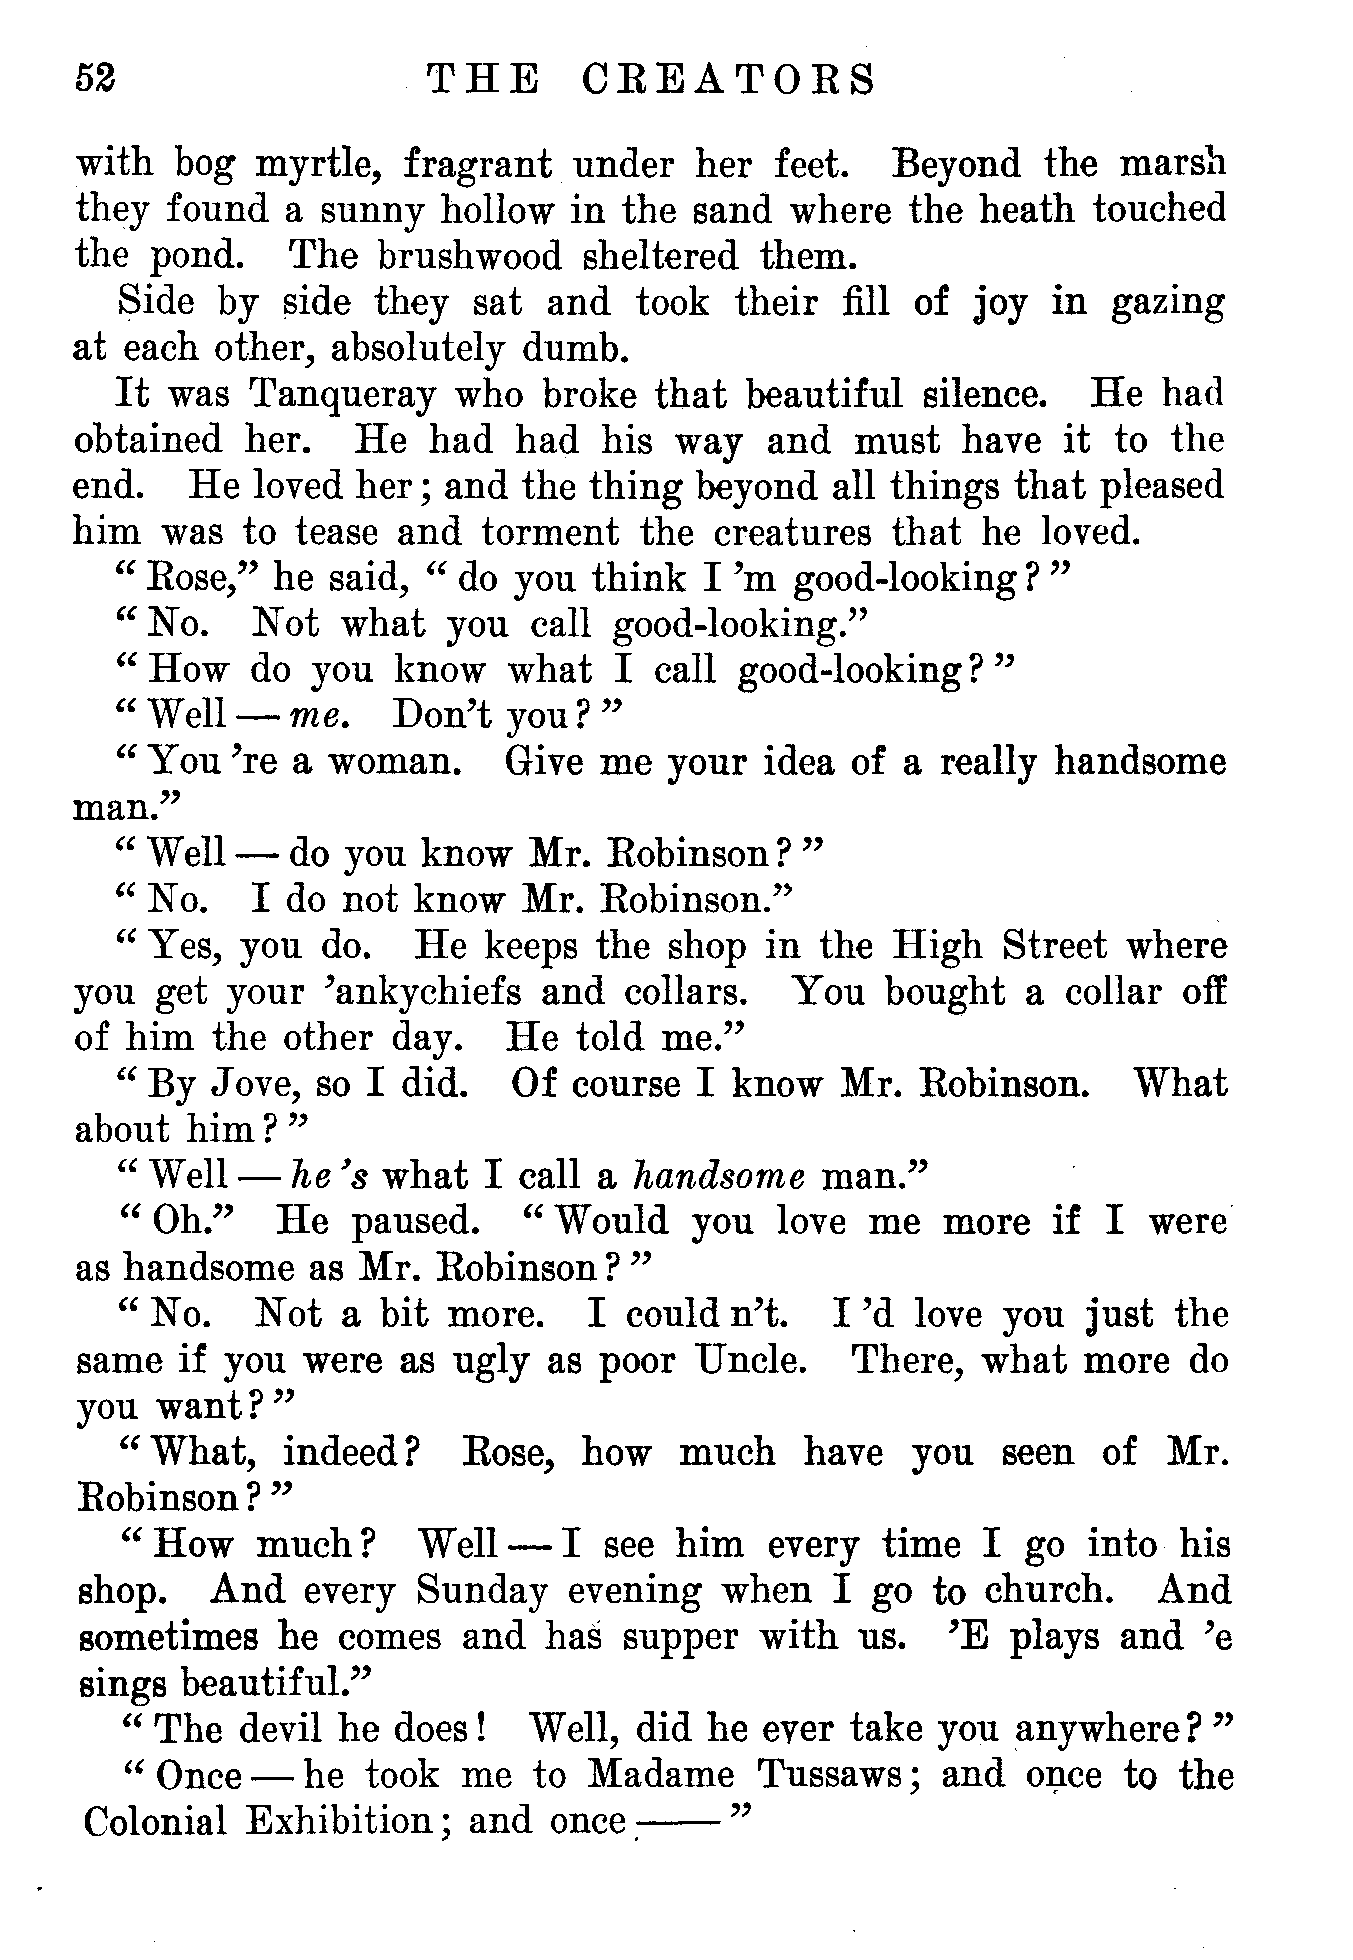 52 THE CREATORS
with bog myrtle, fragrant under her feet. Beyond the marsh
they found a sunny hollow in the sand where the heath touched
the pond. The brushwood sheltered them.
Side by side they sat and took their fill of joy in gazing
at each other, absolutely dumb.
It was Tanqueray who broke that beautiful silence. He had
obtained her. He had had his way and must have it to the
end. He loved her; and the thing beyond all things that pleased
him was to tease and torment the creatures that he loved.
“Rose,” he said, “do you think I 'm good-looking?”
“No. Not what you call good-looking.”
“How do you know what I call good-looking?”
“Well — me. Don't you?”
“You 're a woman. Give me your idea of a really handsome
man.”
“Well — do you know Mr. Robinson?”
“No. I do not know Mr. Robinson.”
“Yes, you do. He keeps the shop in the High Street where
you get your 'ankychiefs and collars. You bought a collar off
of him the other day. He told me.”
“By Jove, so I did. Of course I know Mr. Robinson. What
about him?”
“Well — he 's what I call a handsome man.”
“Oh.” He paused. “Would you love me more if I were
as handsome as Mr. Robinson?”
“No. Not a bit more. I could n't. I 'd love you just the
same if you were as ugly as poor Uncle. There, what more do
you want?”
“What, indeed? Rose, how much have you seen of Mr.
Robinson?”
“How much? Well — I see him every time I go into his
shop. And every Sunday evening when I go to church. And
sometimes he comes and has supper with us. 'E plays and 'e
sings beautiful.”
“The devil he does! Well, did he ever take you anywhere?”
“Once — he took me to Madame Tussaws; and once to the
Colonial Exhibition; and once ——”